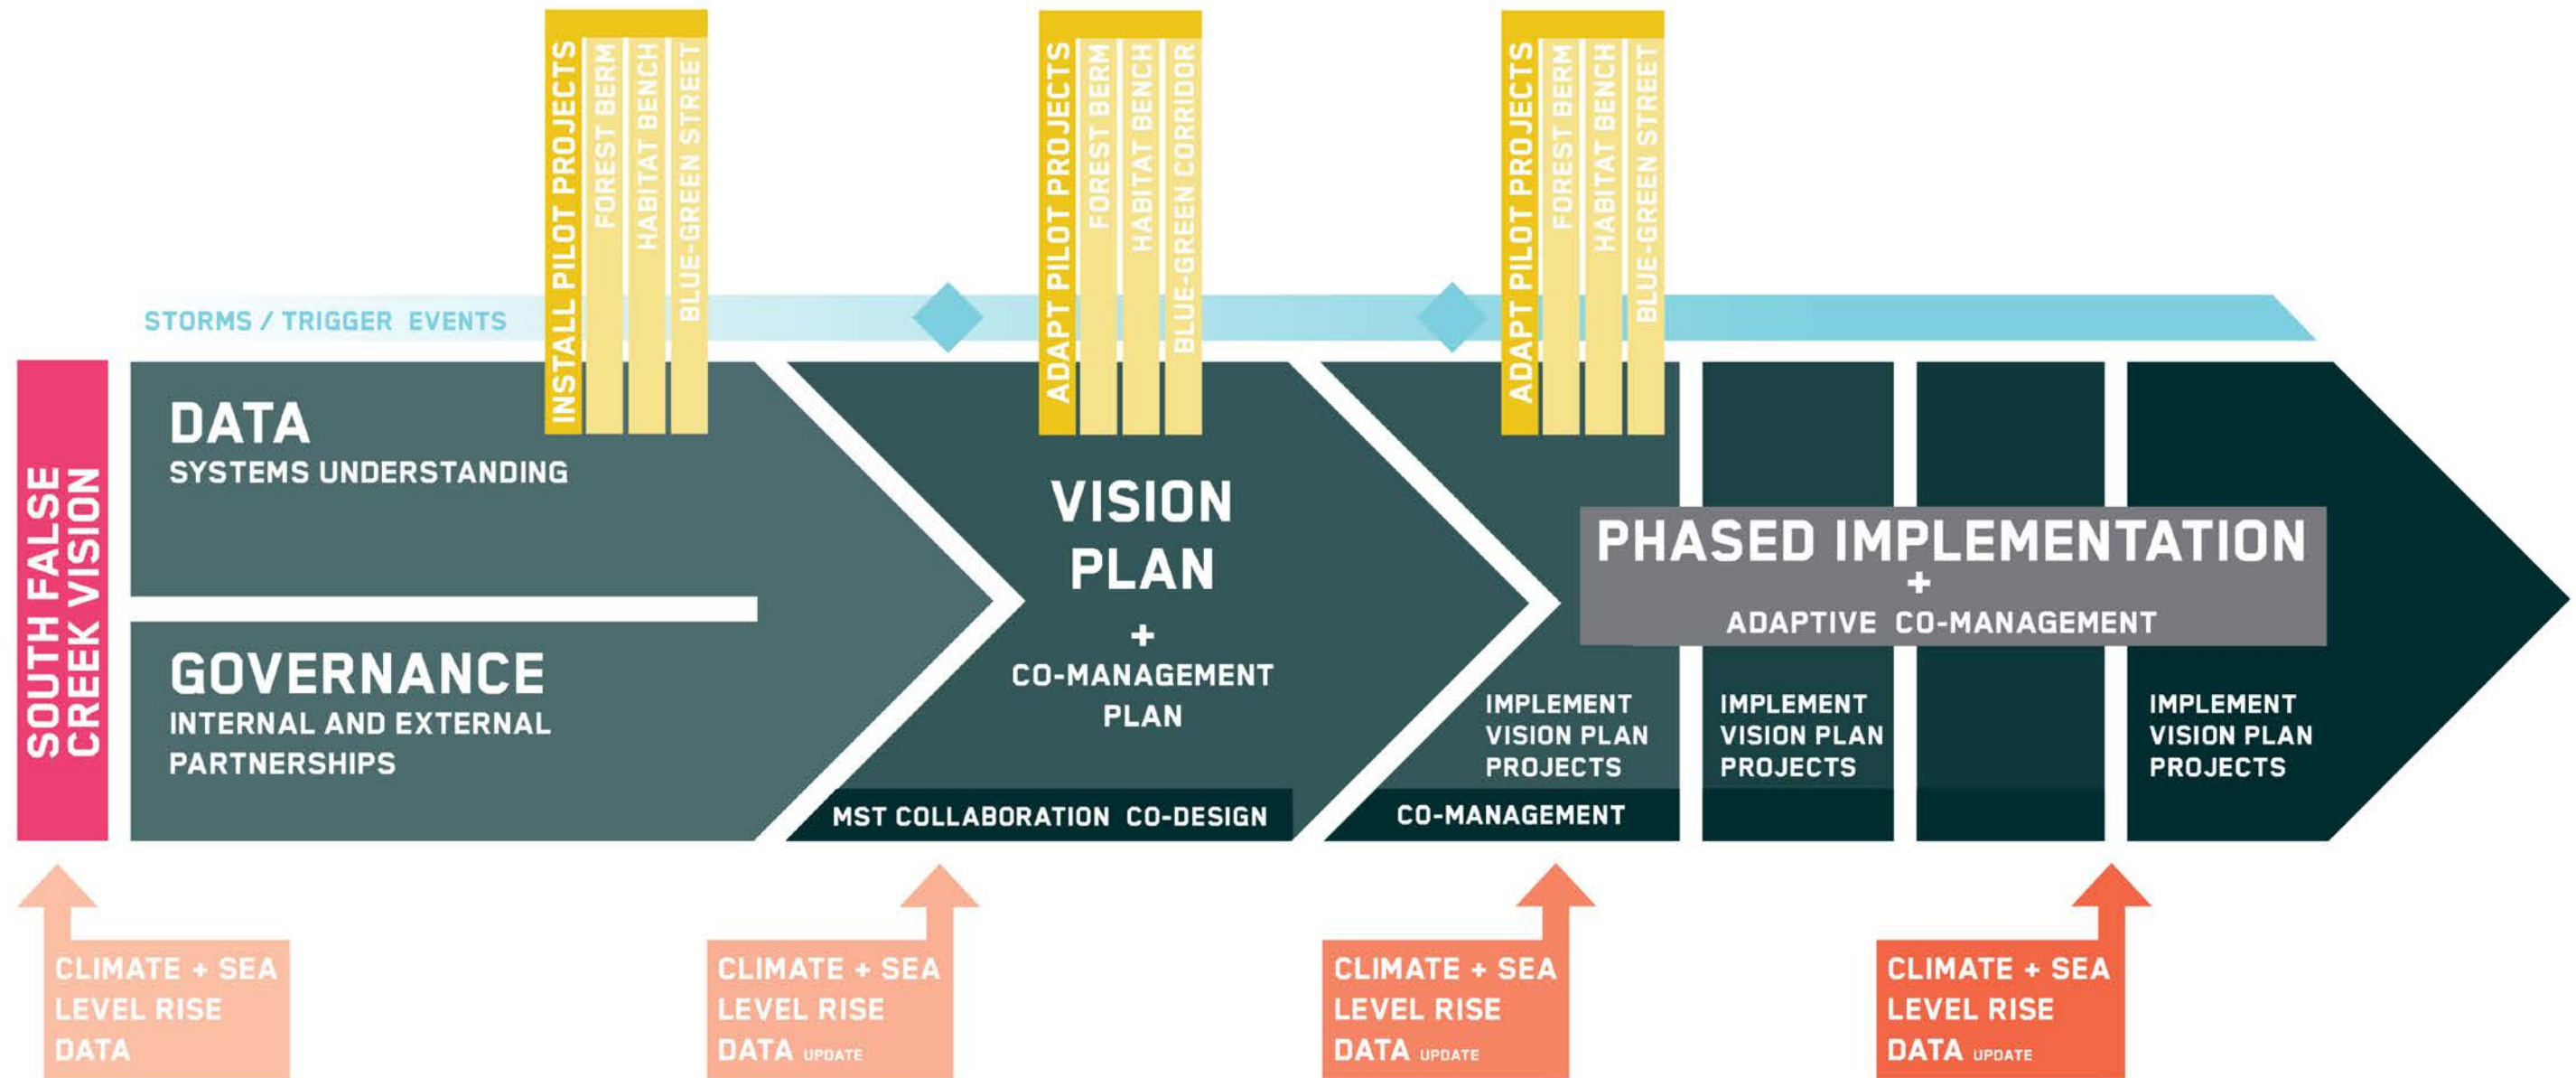 INSTALL PILOT PROJECTS
FOREST BERM
HABITAT BENCH
BLUE-GREEN STREET
ADAPT PILOT PROJECTS
FOREST BERM
HABITAT BENCH
BLUE-GREEN CORRIDOR
ADAPT PILOT PROJECTS
FOREST BERM
HABITAT BENCH
BLUE-GREEN STREET
STORMS / TRIGGER EVENTS
SOUTH FALSE
CREEK VISION
DATA
SYSTEMS UNDERSTANDING
GOVERNANCE
INTERNAL AND EXTERNAL
PARTNERSHIPS
VISION
PLAN
+
CO-MANAGEMENT
PLAN
MST COLLABORATION CO-DESIGN
PHASED IMPLEMENTATION
+
ADAPTIVE CO-MANAGEMENT
IMPLEMENT
VISION PLAN
PROJECTS
CO-MANAGEMENT
IMPLEMENT
VISION PLAN
PROJECTS
IMPLEMENT
VISION PLAN
PROJECTS
CLIMATE + SEA
LEVEL RISE
DATA
CLIMATE + SEA
LEVEL RISE
DATA UPDATE
CLIMATE + SEA
LEVEL RISE
DATA UPDATE
CLIMATE + SEA
LEVEL RISE
DATA UPDATE